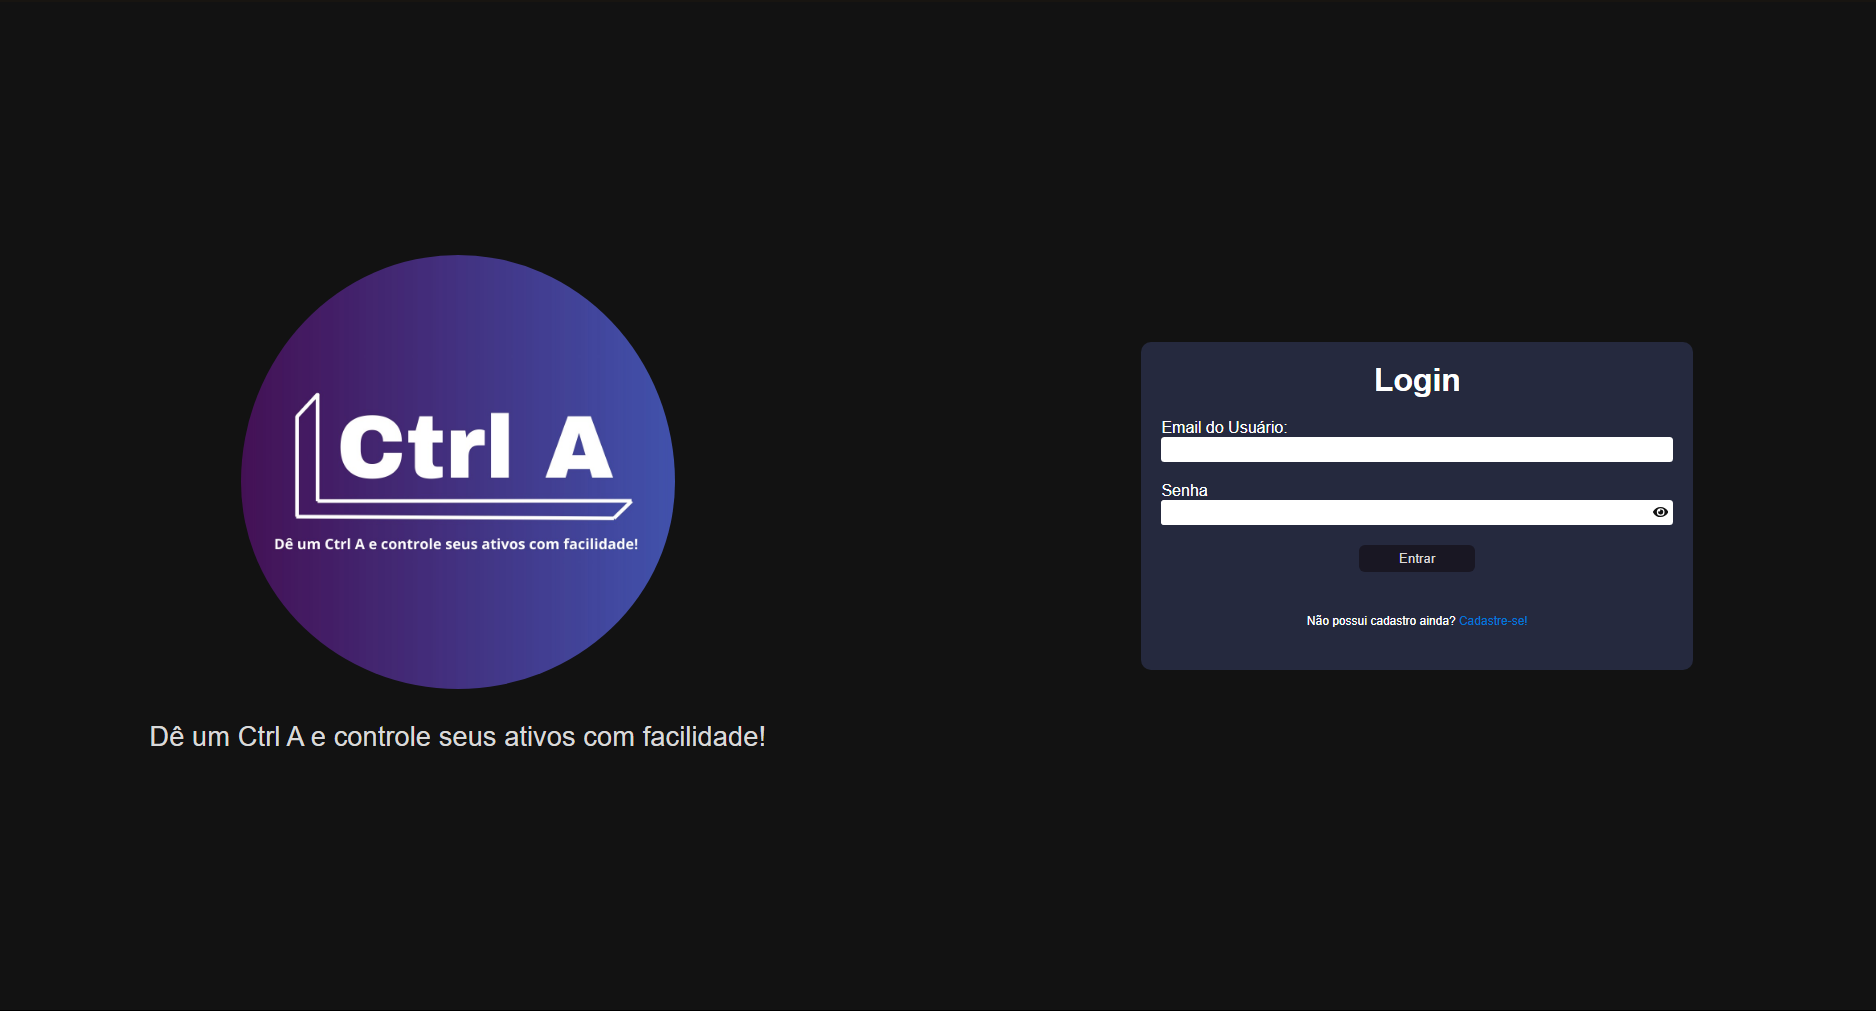 Ctrl A
Dê um Ctrl A e controle seus ativos com facilidade!
Dê um Ctrl A e controle seus ativos com facilidade!
Login
Email do Usuário:
Senha
Entrar
Não possui cadastro ainda? Cadastre-se!